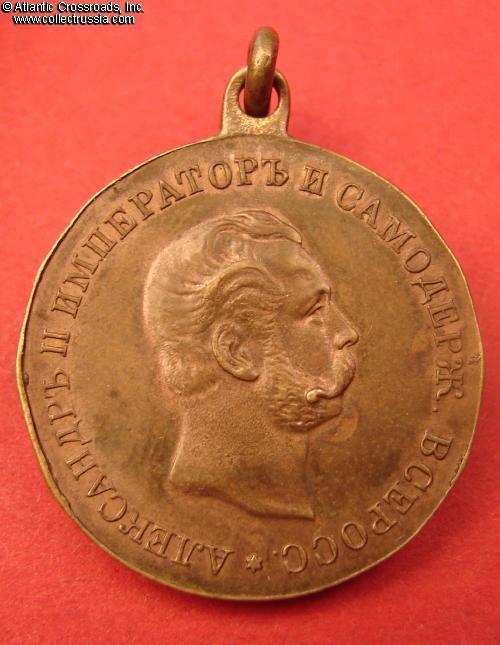 © Atlantic Crossroads, Inc.
www.collectrussia.com
АЛЕКСАНДРЪ II ИМПЕРАТОРЪ И САМОДЕРЖ. ВСЕРОСС.